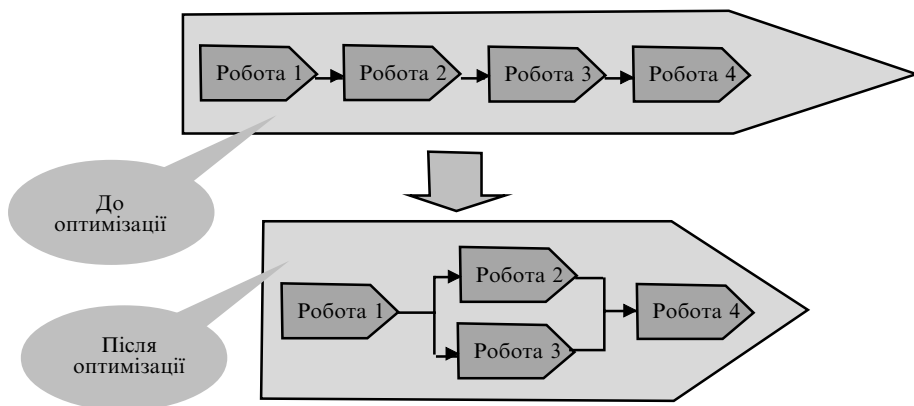 Робота 1
Робота 2
Робота 3
Робота 4
До
оптимізації
Робота 1
Робота 2
Робота 3
Робота 4
Після
оптимізації